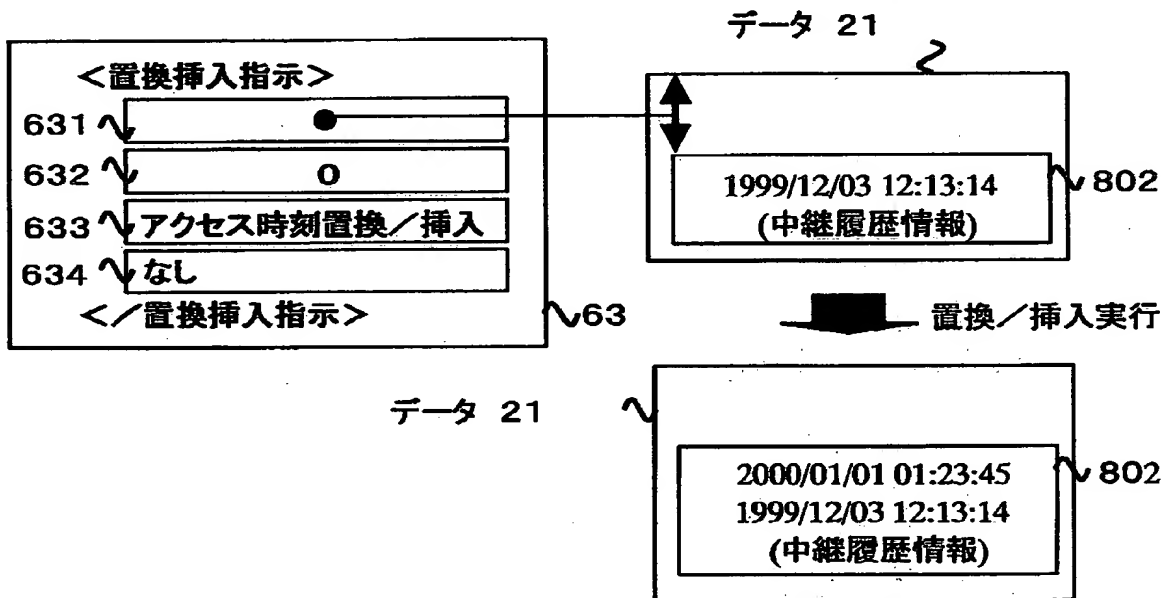 データ 21
<置換挿入指示>
631
632 0
633 アクセス時刻置換/挿入
634 なし
</置換挿入指示>
63
1999/12/03 12:13:14
(中継履歴情報)
802
置換/挿入実行
データ 21
2000/01/01 01:23:45
1999/12/03 12:13:14
(中継履歴情報)
802